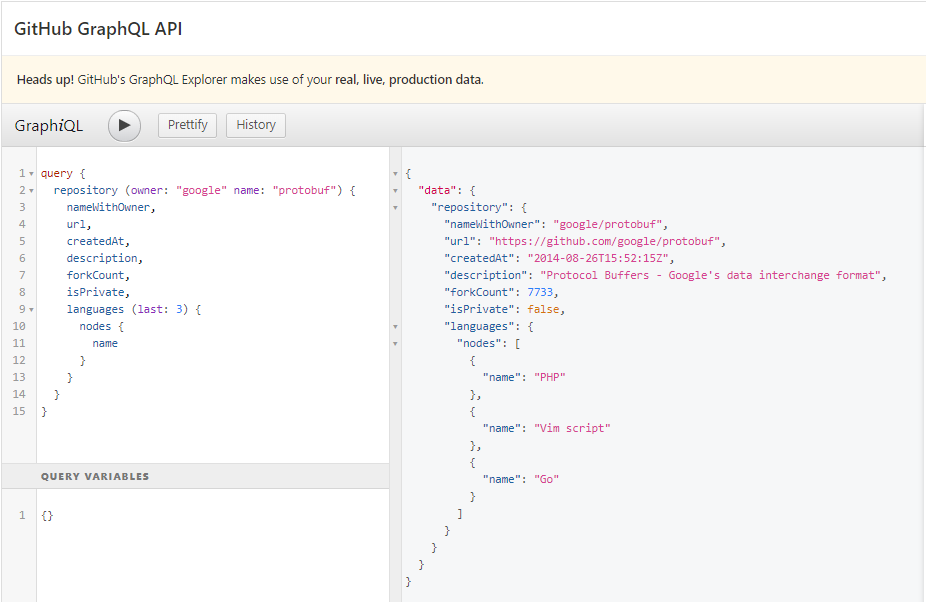 GitHub GraphQL API
Heads up! GitHub's GraphQL Explorer makes use of your real, live, production data.
GraphiQL Prettify History
1 query {
2 repository (owner: "google" name: "protobuf") {
3 nameWithOwner,
4 url,
5 createdAt,
6 description,
7 forkCount,
8 isPrivate,
9 languages (last: 3) {
10 nodes {
11 name
12 }
13 }
14 }
15 }
QUERY VARIABLES
1 {}
{
"data": {
"repository": {
"nameWithOwner": "google/protobuf",
"url": "https://github.com/google/protobuf",
"createdAt": "2014-08-26T15:52:15Z",
"description": "Protocol Buffers - Google's data interchange format",
"forkCount": 7733,
"isPrivate": false,
"languages": {
"nodes": [
{
"name": "PHP"
},
{
"name": "Vim script"
},
{
"name": "Go"
}
]
}
}
}
}